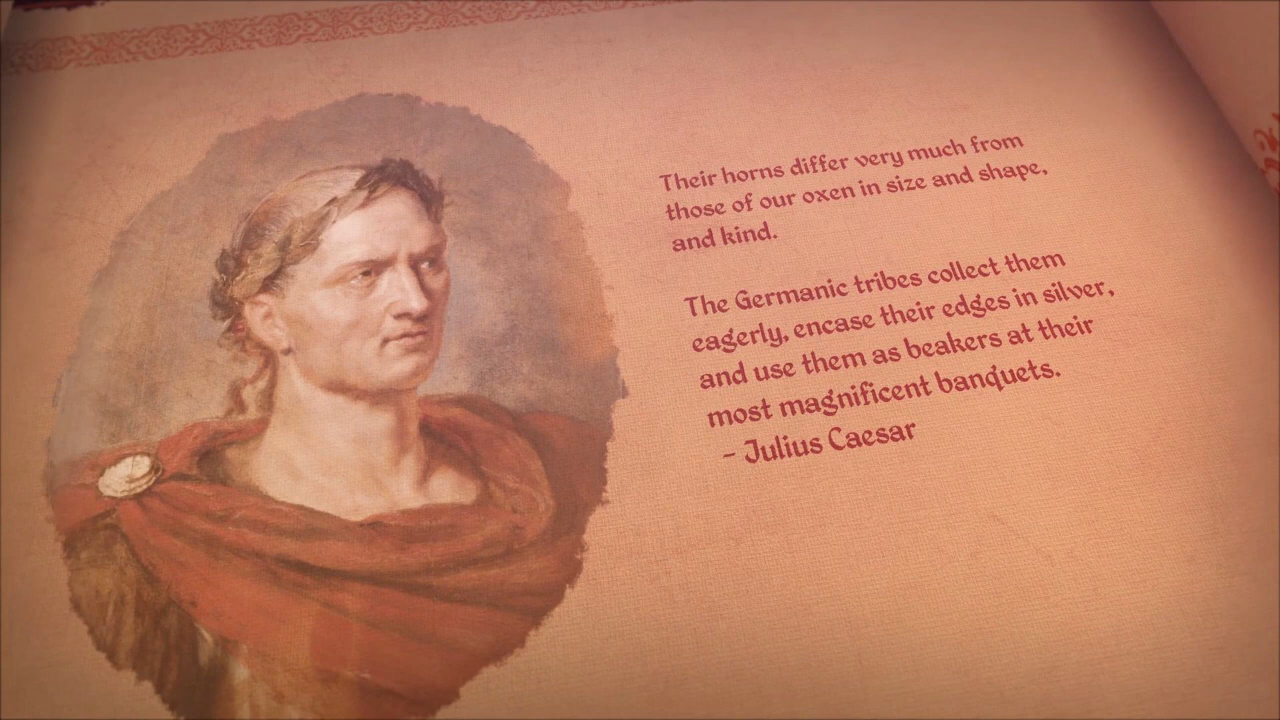 Their horns differ very much from
those of our oxen in size and shape,
and kind.
The Germanic tribes collect them
eagerly, encase their edges in silver,
and use them as beakers at their
most magnificent banquets.
– Julius Caesar